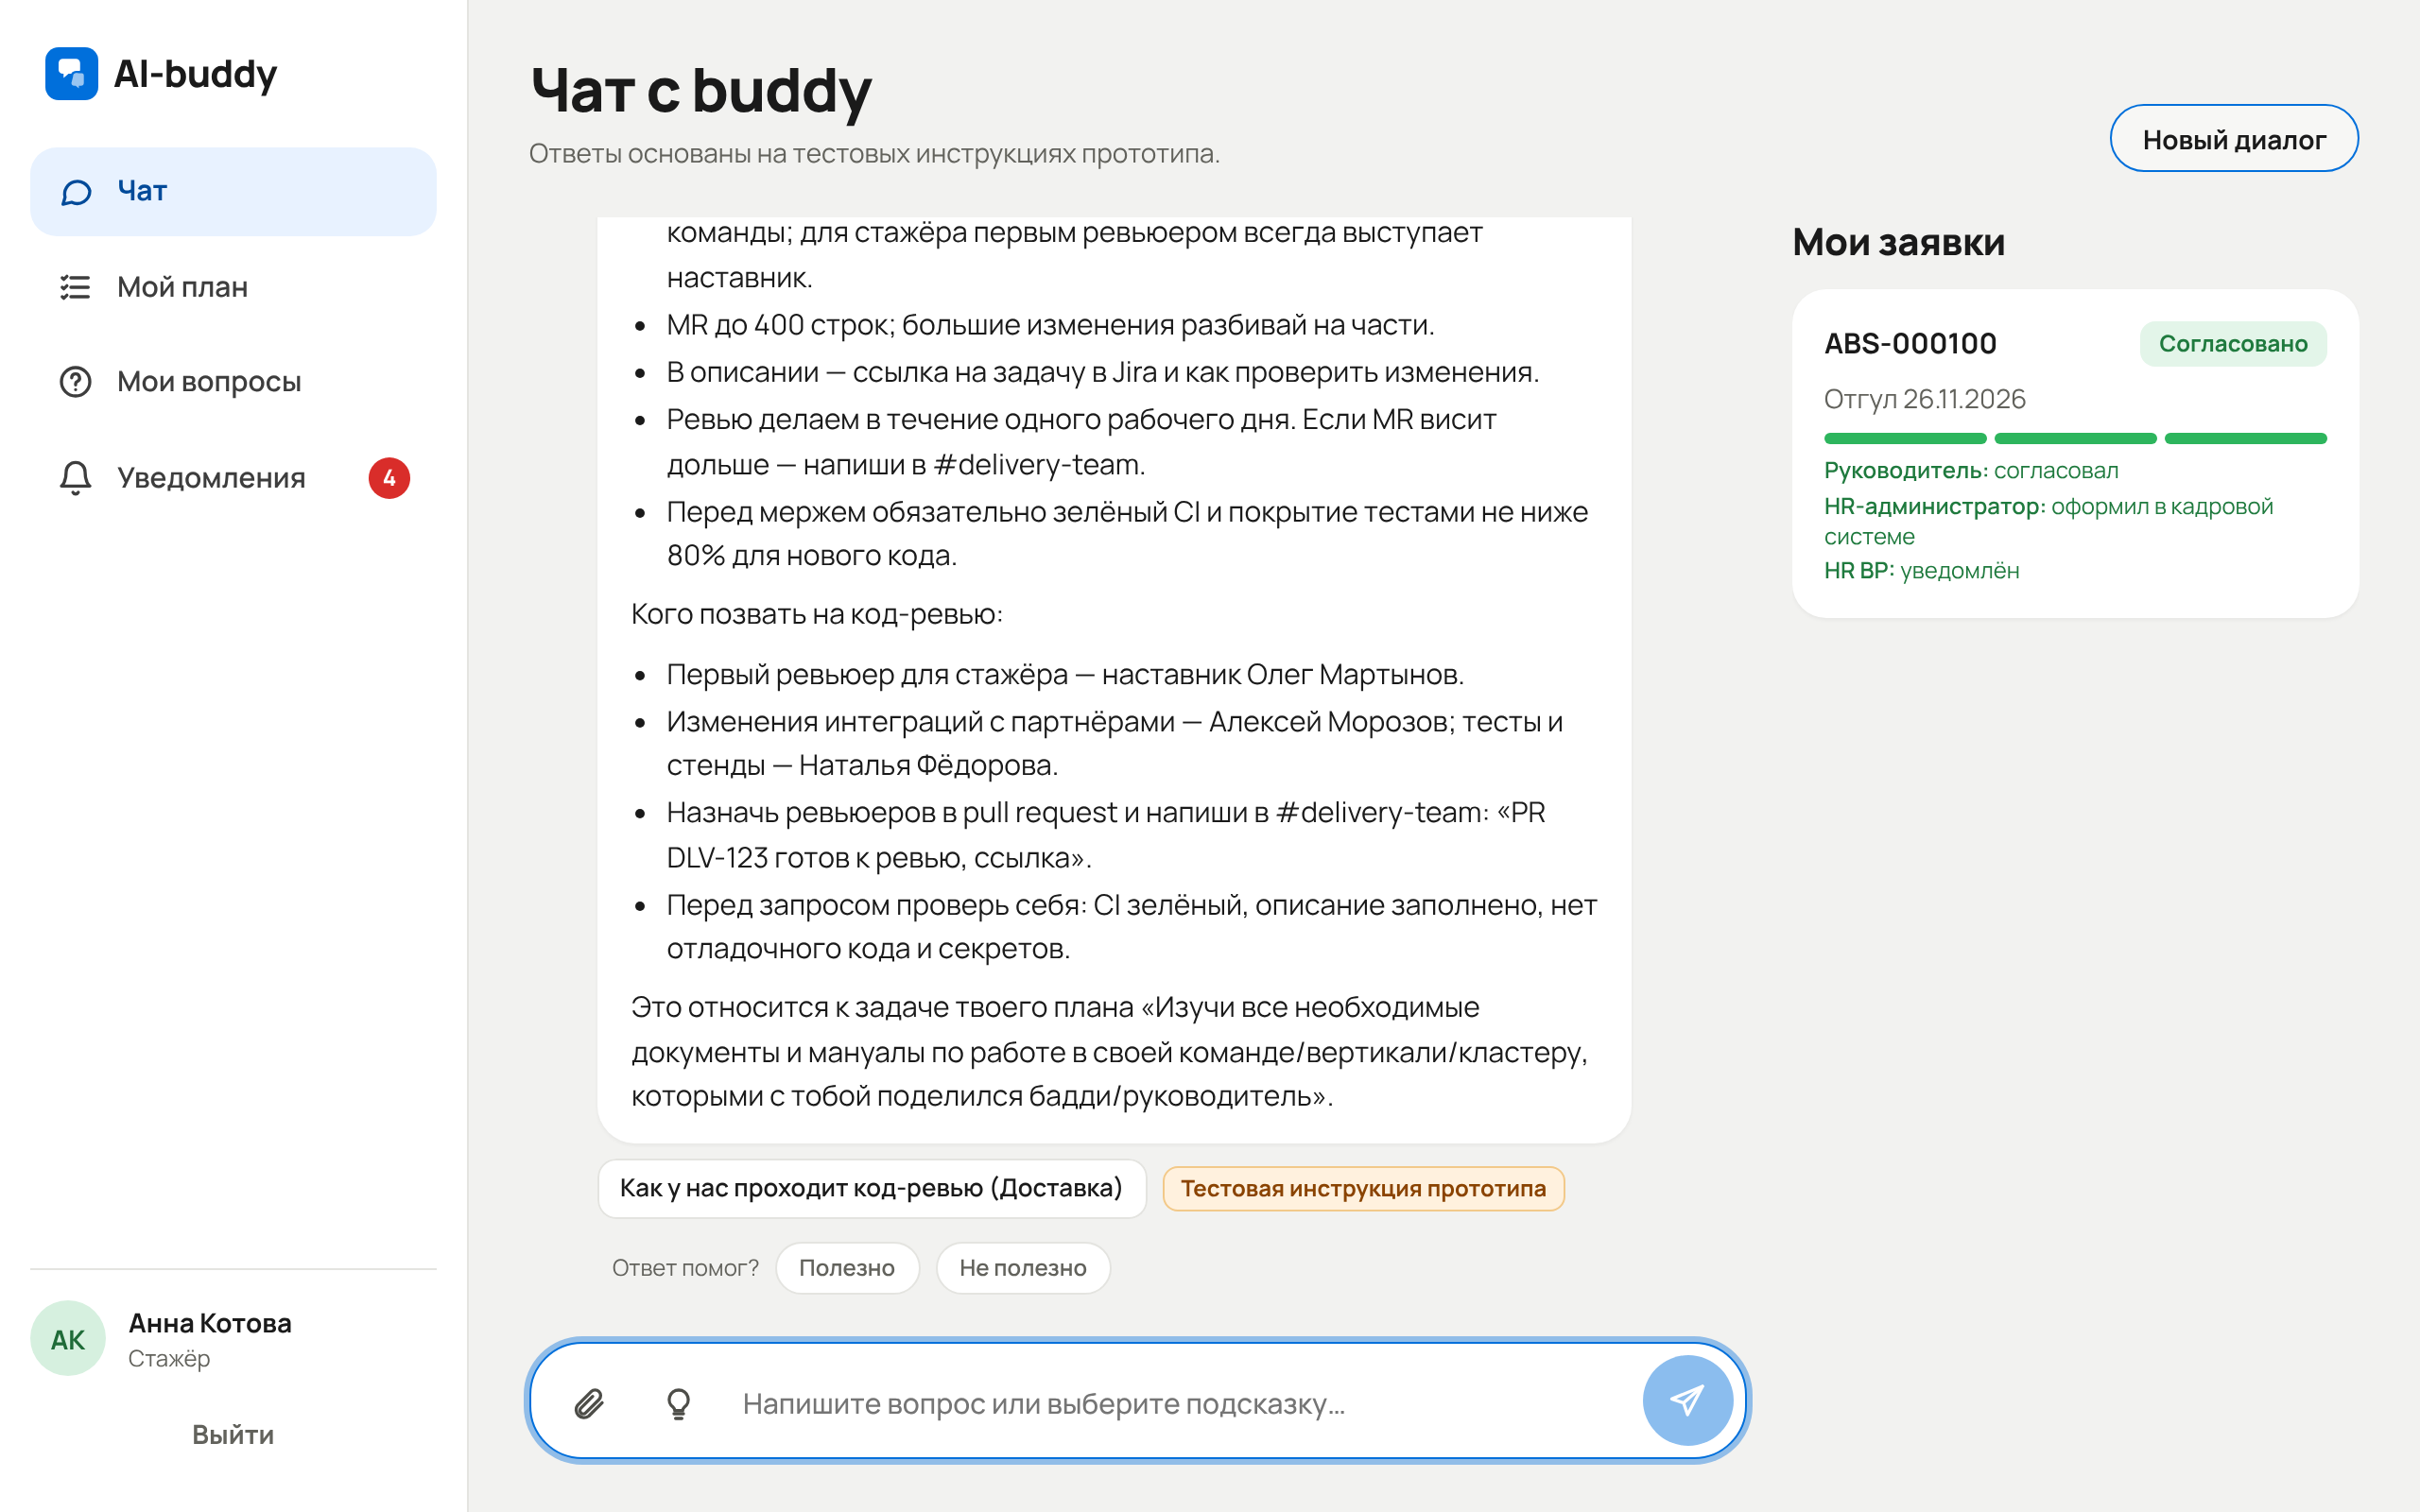 AI-buddy
Чат
Мой план
Мои вопросы
Уведомления
4
Анна Котова
АК
Стажёр
Выйти
Чат с buddy
Ответы основаны на тестовых инструкциях прототипа.
Новый диалог
команды; для стажёра первым ревьюером всегда выступает
наставник.
• MR до 400 строк; большие изменения разбивай на части.
• В описании — ссылка на задачу в Jira и как проверить изменения.
• Ревью делаем в течение одного рабочего дня. Если MR висит
дольше — напиши в #delivery-team.
• Перед мержем обязательно зелёный CI и покрытие тестами не ниже
80% для нового кода.
Кого позвать на код-ревью:
• Первый ревьюер для стажёра — наставник Олег Мартынов.
• Изменения интеграций с партнёрами — Алексей Морозов; тесты и
стенды — Наталья Фёдорова.
• Назначь ревьюеров в pull request и напиши в #delivery-team: «PR
DLV-123 готов к ревью, ссылка».
• Перед запросом проверь себя: CI зелёный, описание заполнено, нет
отладочного кода и секретов.
Это относится к задаче твоего плана «Изучи все необходимые
документы и мануалы по работе в своей команде/вертикали/кластеру,
которыми с тобой поделился бадди/руководитель».
Как у нас проходит код-ревью (Доставка)
Тестовая инструкция прототипа
Ответ помог?
Полезно
Не полезно
Напишите вопрос или выберите подсказку...
Мои заявки
ABS-000100
Согласовано
Отгул 26.11.2026
Руководитель: согласовал
HR-администратор: оформил в кадровой
системе
HR BP: уведомлён